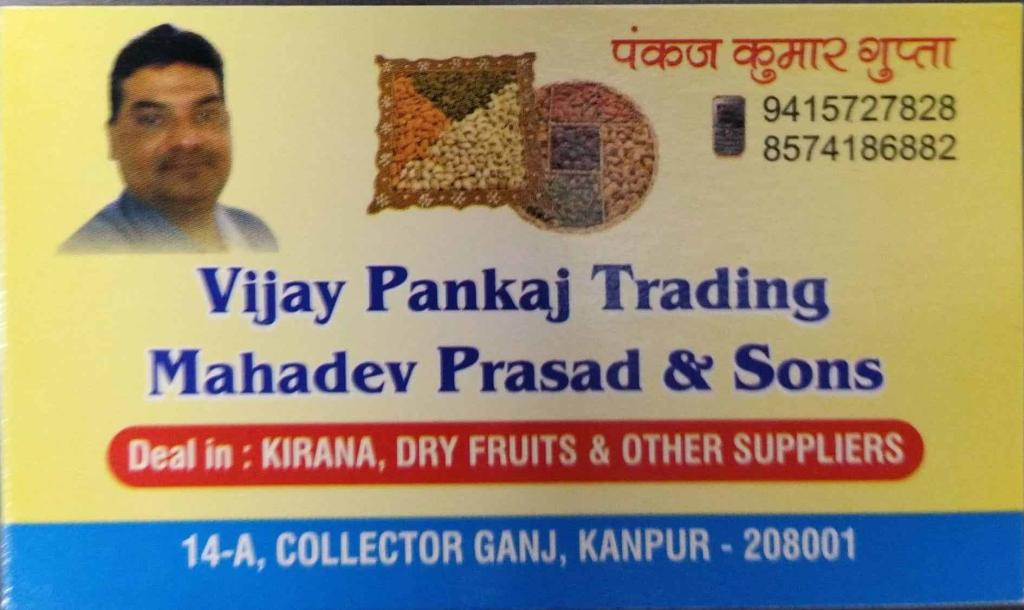 पंकज कुमार गुप्ता
9415727828
8574186882
Vijay Pankaj Trading
Mahadev Prasad & Sons
Deal in : KIRANA, DRY FRUITS & OTHER SUPPLIERS
14-A, COLLECTOR GANJ, KANPUR - 208001